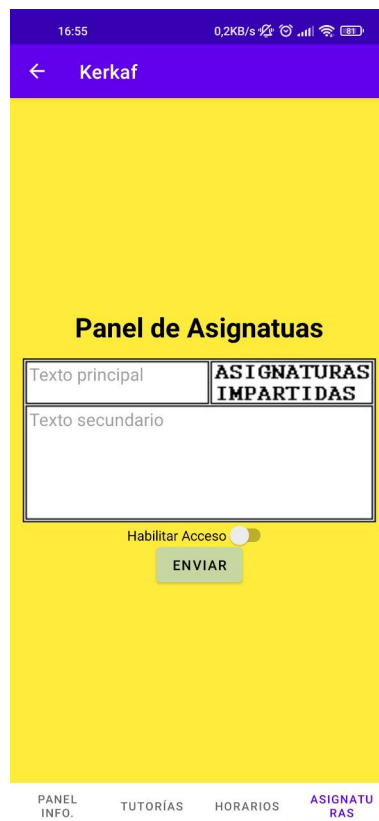 16:55
0,2KB/s
81
Kerkaf
Panel de Asignatuas
Texto principal
ASIGNATURAS
IMPARTIDAS
Texto secundario
Habilitar Acceso
ENVIAR
PANEL
INFO.
TUTORÍAS
HORARIOS
ASIGNATU
RAS